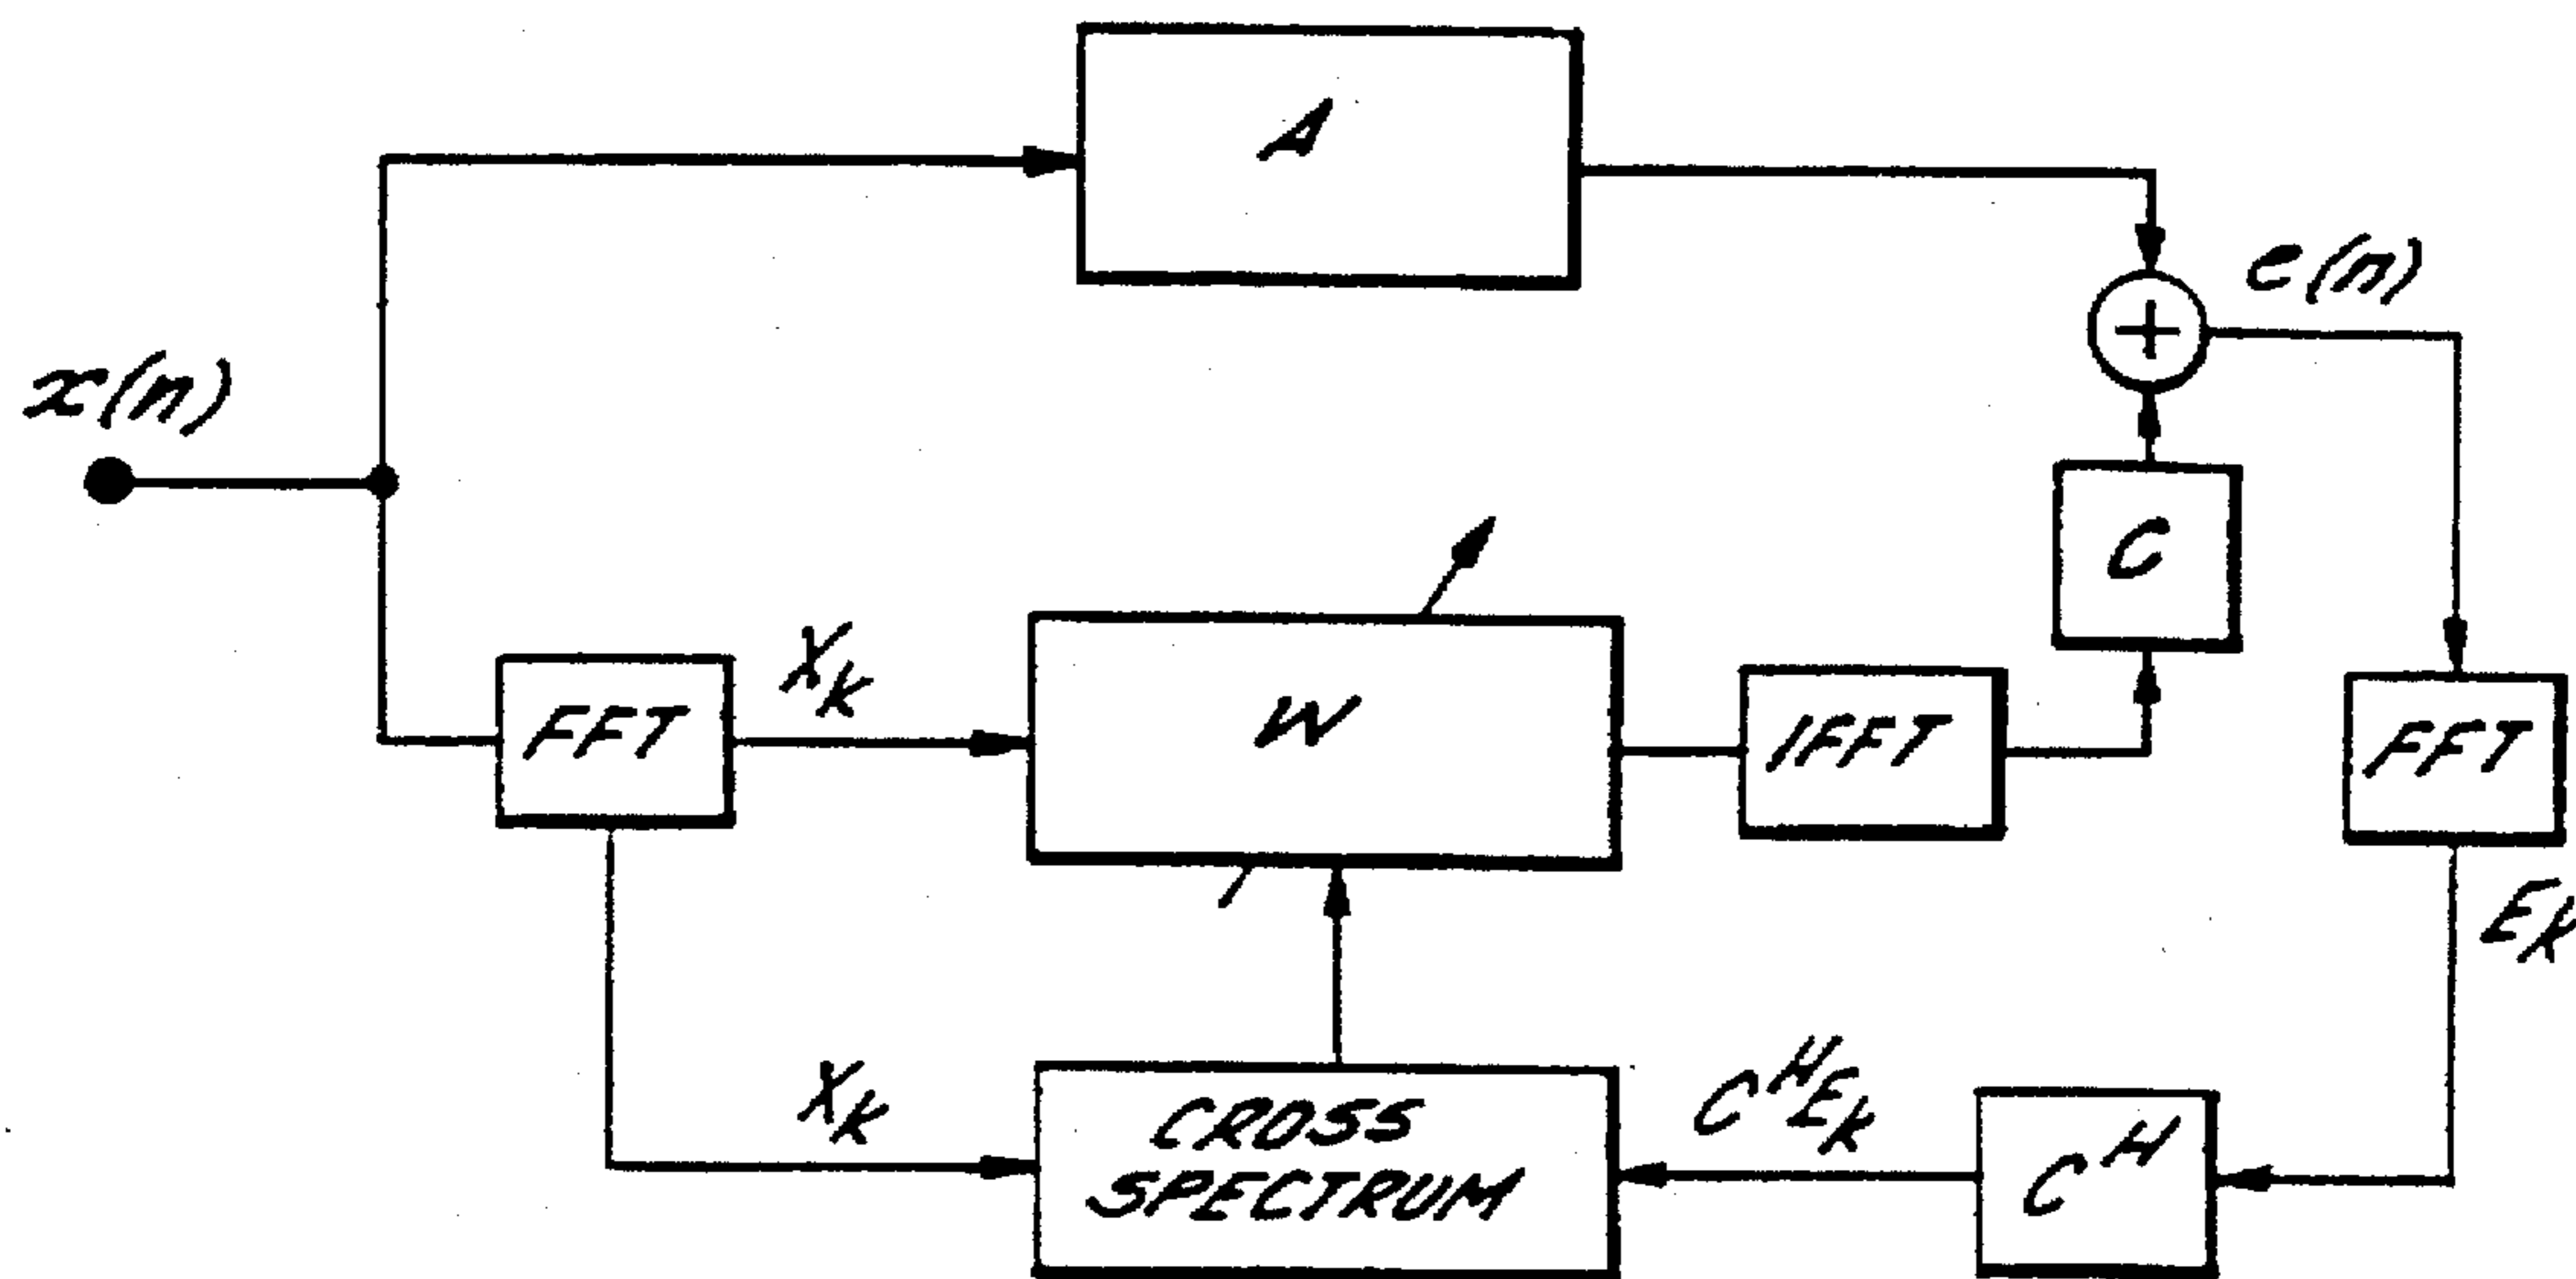 A
e(n)
x(n)
C
X_K
FFT
W
IFFT
FFT
E_K
X_K
CROSS
SPECTRUM
C^H E_K
C^H